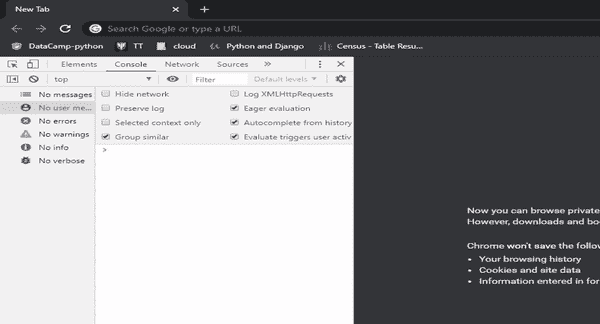 New Tab
Search Google or type a URL
DataCamp-python TT cloud Python and Django Census - Table Resu...
Elements Console Network Sources »
top Filter Default levels
No messages
No user me...
No errors
No warnings
No info
No verbose
Hide network Log XMLHttpRequests
Preserve log Eager evaluation
Selected context only Autocomplete from history
Group similar Evaluate triggers user activ
>
Now you can browse private
However, downloads and boo
Chrome won't save the follow
• Your browsing history
• Cookies and site data
• Information entered in for